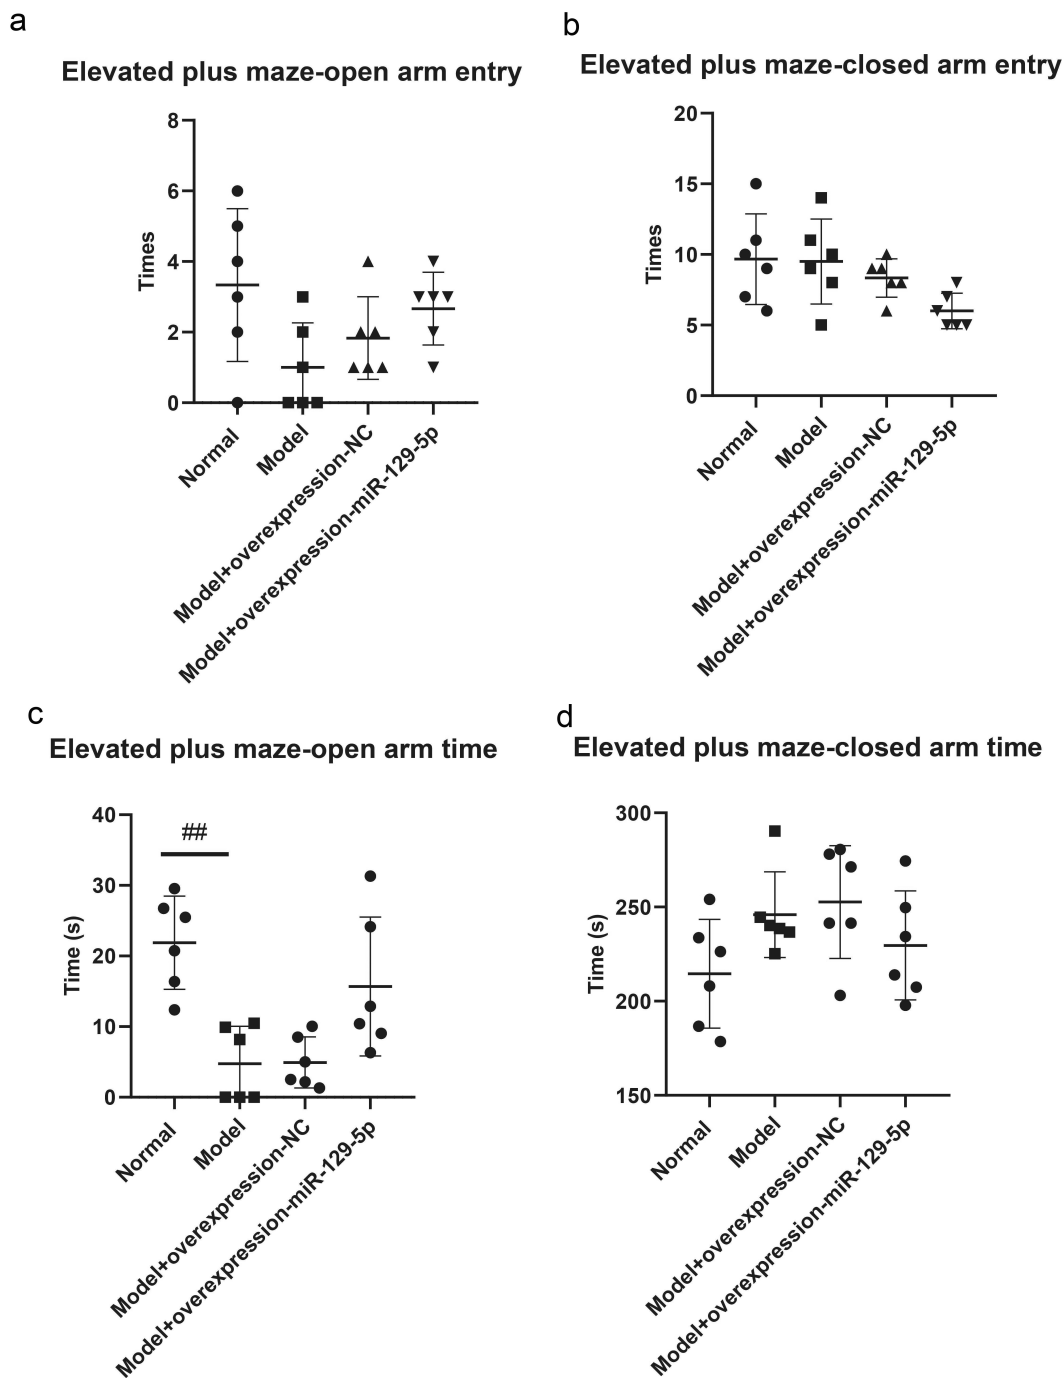 a
Elevated plus maze-open arm entry
8
6
4
2
0
Times
Normal
Model
Model+overexpression-NC
Model+overexpression-miR-129-5p
b
Elevated plus maze-closed arm entry
20
15
10
5
0
Times
Normal
Model
Model+overexpression-NC
Model+overexpression-miR-129-5p
c
Elevated plus maze-open arm time
40
30
20
10
0
Time (s)
##
Normal
Model
Model+overexpression-NC
Model+overexpression-miR-129-5p
d
Elevated plus maze-closed arm time
300
250
200
150
Time (s)
Normal
Model
Model+overexpression-NC
Model+overexpression-miR-129-5p